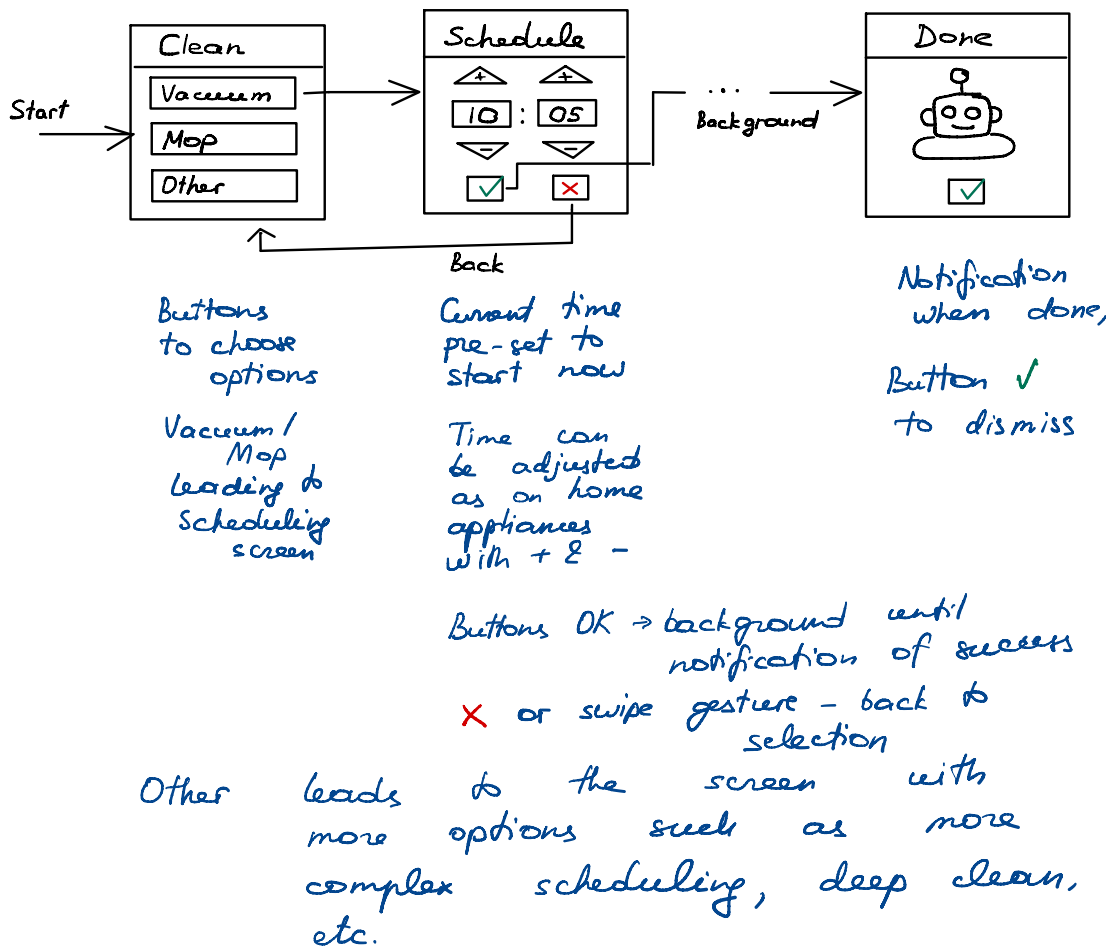 Start
Clean
Vacuum
Mop
Other
Schedule
+ +
10 : 05
- -
Back
...
Background
Done
Buttons
to choose
options
Vacuum /
Mop
leading to
scheduling
screen
Current time
pre-set to
start now
Time can
be adjusted
as on home
appliances
with + & -
Notification
when done,
Button ✓
to dismiss
Buttons OK → background until
notification of success
✗ or swipe gesture - back to
selection
Other leads to the screen with
more options such as more
complex scheduling, deep clean,
etc.